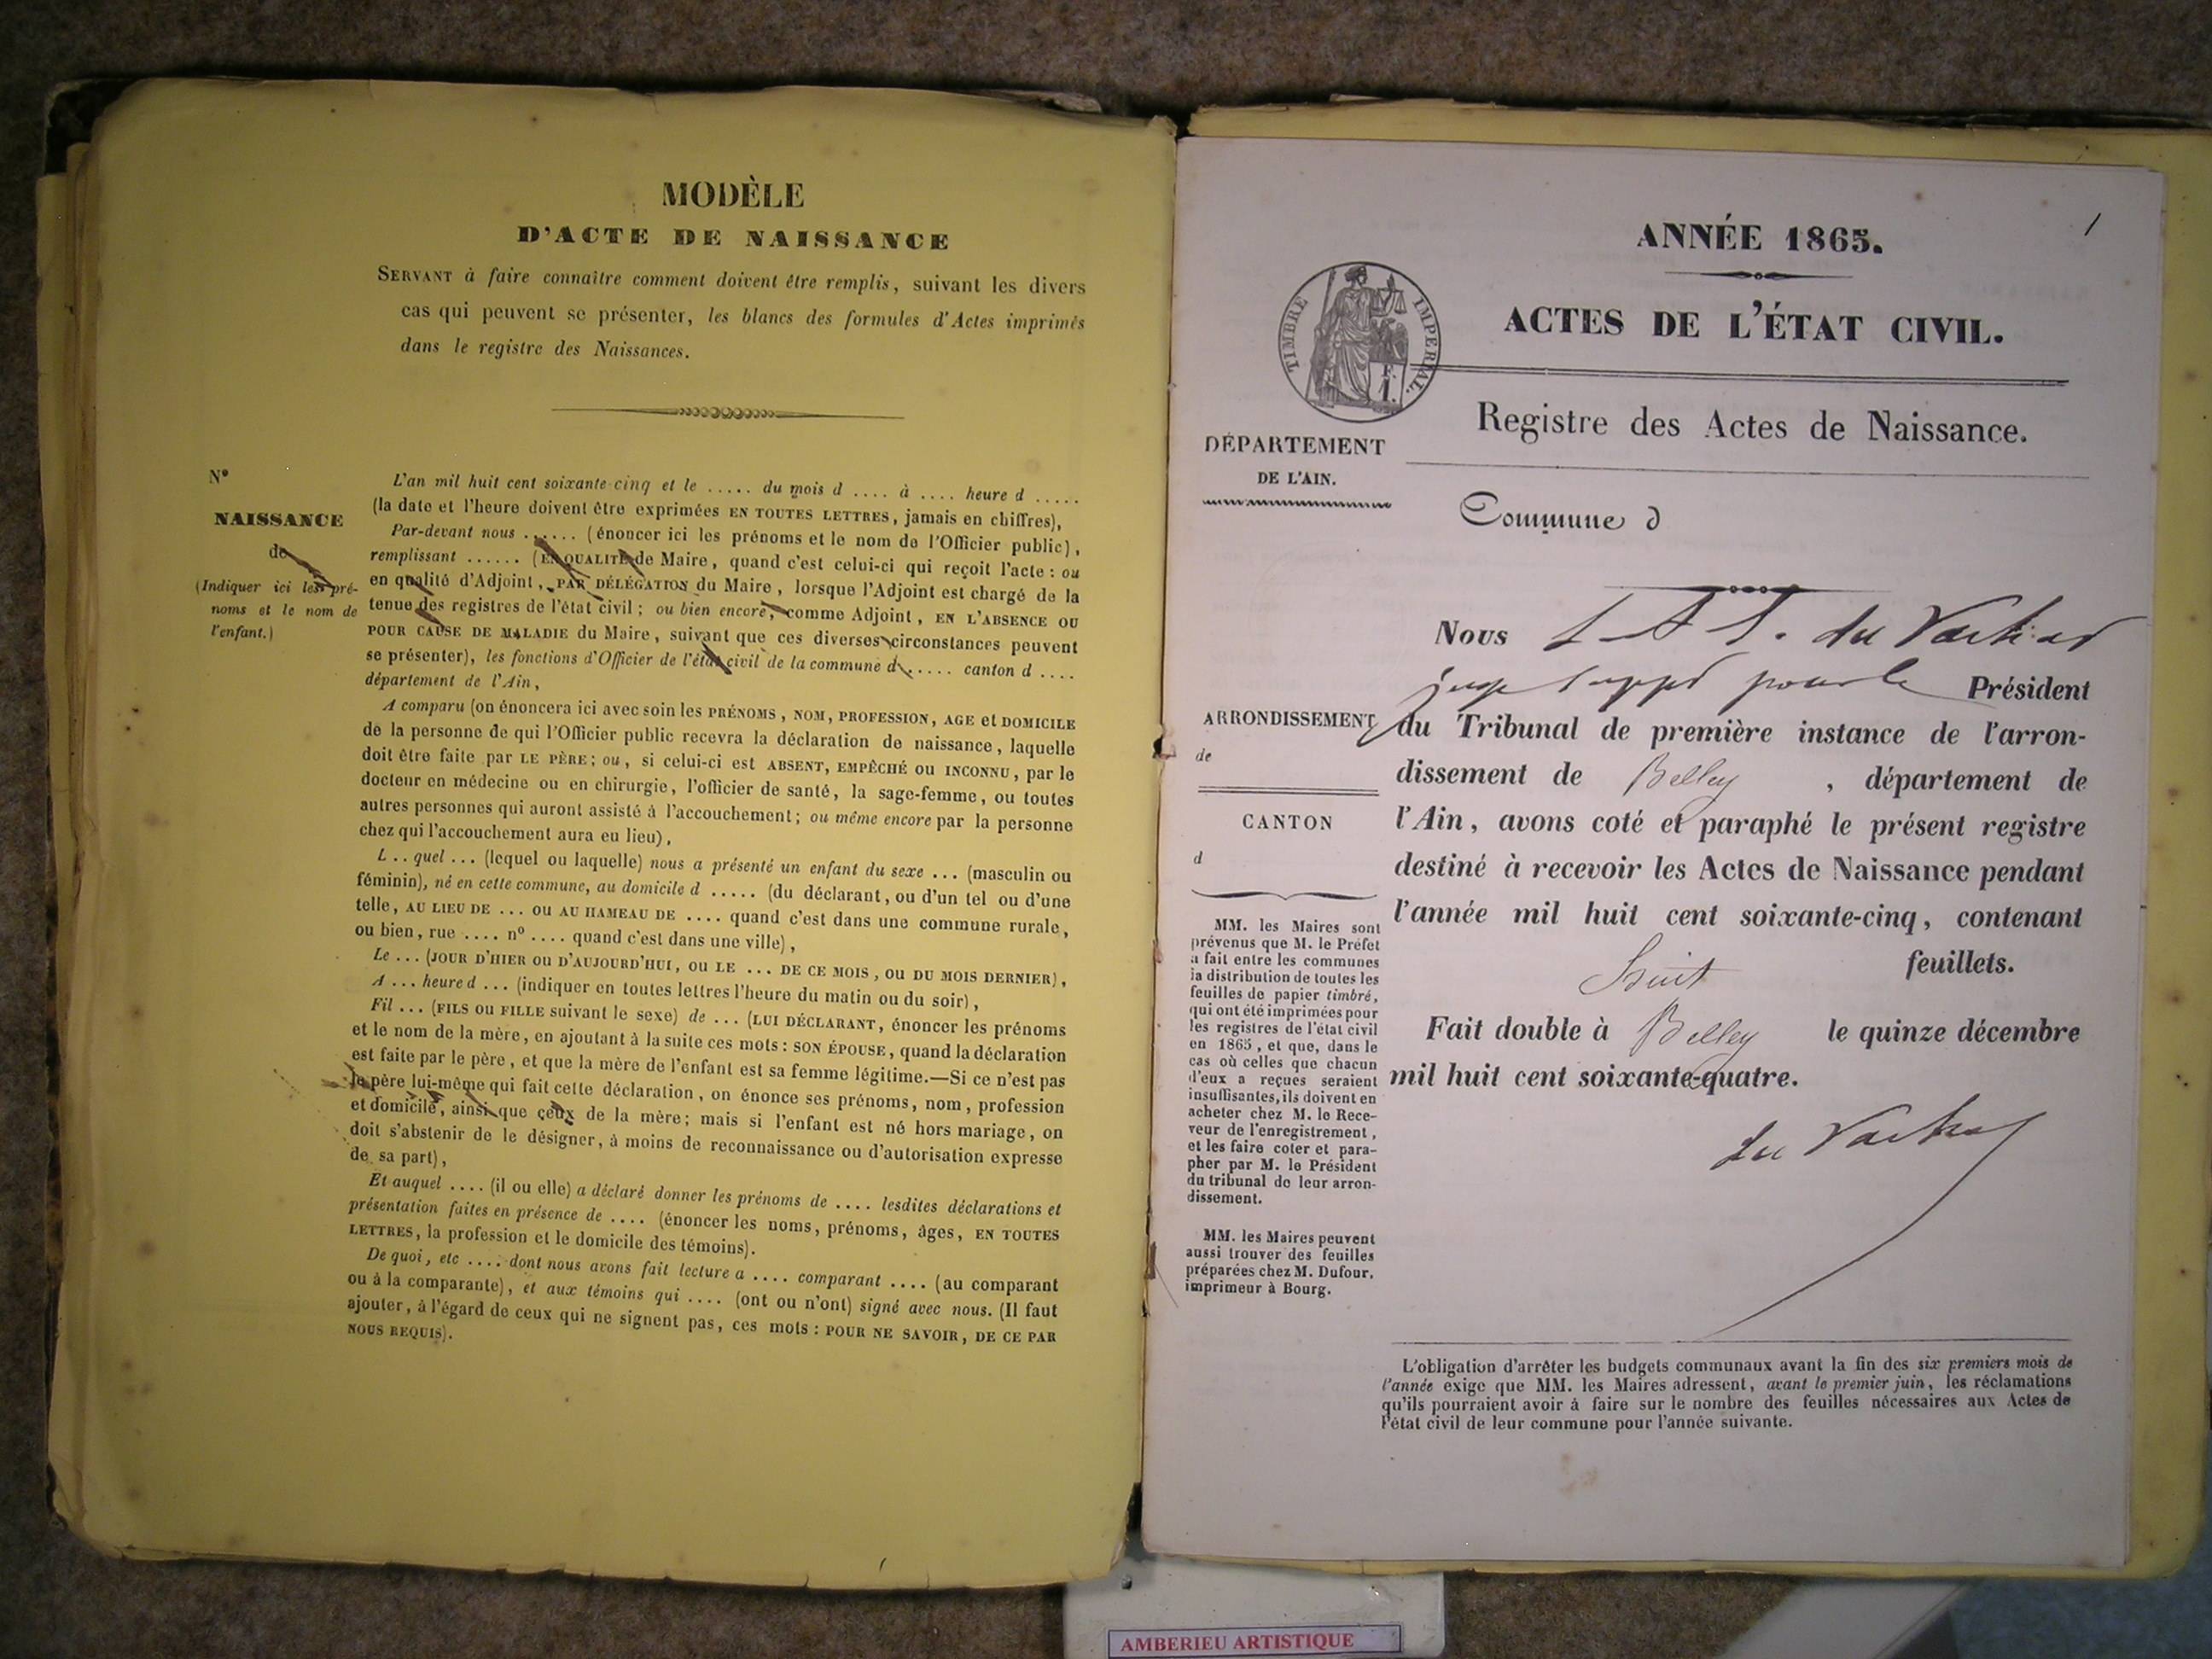 MODÈLE
D'ACTE DE NAISSANCE
SERVANT à faire connaître comment doivent être remplis, suivant les divers
cas qui peuvent se présenter, les blancs des formules d'Actes imprimés
dans le registre des Naissances.
N°
NAISSANCE
de
(Indiquer ici les pré-
noms et le nom de
l'enfant.)
L'an mil huit cent soixante-cinq et le ..... du mois d .... à .... heure d .....
(la date et l'heure doivent être exprimées EN TOUTES LETTRES, jamais en chiffres),
Par-devant nous ...... (énoncer ici les prénoms et le nom de l'Officier public),
remplissant ...... (EN QUALITÉ de Maire, quand c'est celui-ci qui reçoit l'acte : ou
en qualité d'Adjoint, PAR DÉLÉGATION du Maire, lorsque l'Adjoint est chargé de la
tenue des registres de l'état civil ; ou bien encore, comme Adjoint, EN L'ABSENCE OU
POUR CAUSE DE MALADIE du Maire, suivant que ces diverses circonstances peuvent
se présenter), les fonctions d'Officier de l'état civil de la commune d ..... canton d ....
département de l'Ain,
A comparu (on énoncera ici avec soin les PRÉNOMS, NOM, PROFESSION, AGE et DOMICILE
de la personne de qui l'Officier public recevra la déclaration de naissance, laquelle
doit être faite par LE PÈRE ; ou, si celui-ci est ABSENT, EMPÊCHÉ OU INCONNU, par le
docteur en médecine ou en chirurgie, l'officier de santé, la sage-femme, ou toutes
autres personnes qui auront assisté à l'accouchement ; ou même encore par la personne
chez qui l'accouchement aura eu lieu),
L .. quel ... (lequel ou laquelle) nous a présenté un enfant du sexe ... (masculin ou
féminin), né en cette commune, au domicile d ..... (du déclarant, ou d'un tel ou d'une
telle, AU LIEU DE ... OU AU HAMEAU DE .... quand c'est dans une commune rurale,
ou bien, rue .... n° .... quand c'est dans une ville),
Le ... (JOUR D'HIER OU D'AUJOURD'HUI, OU LE ... DE CE MOIS, OU DU MOIS DERNIER),
A ... heure d ... (indiquer en toutes lettres l'heure du matin ou du soir),
Fil ... (FILS OU FILLE suivant le sexe) de ... (LUI DÉCLARANT, énoncer les prénoms
et le nom de la mère, en ajoutant à la suite ces mots : SON ÉPOUSE, quand la déclaration
est faite par le père, et que la mère de l'enfant est sa femme légitime.—Si ce n'est pas
le père lui-même qui fait cette déclaration, on énonce ses prénoms, nom, profession
et domicile, ainsi que ceux de la mère ; mais si l'enfant est né hors mariage, on
doit s'abstenir de le désigner, à moins de reconnaissance ou d'autorisation expresse
de sa part),
Et auquel .... (il ou elle) a déclaré donner les prénoms de .... lesdites déclarations et
présentation faites en présence de .... (énoncer les noms, prénoms, âges, EN TOUTES
LETTRES, la profession et le domicile des témoins).
De quoi, etc .... dont nous avons fait lecture a .... comparant .... (au comparant
ou à la comparante), et aux témoins qui .... (ont ou n'ont) signé avec nous. (Il faut
ajouter, à l'égard de ceux qui ne signent pas, ces mots : POUR NE SAVOIR, DE CE PAR
NOUS REQUIS).
1
ANNÉE 1865.
ACTES DE L'ÉTAT CIVIL.
TIMBRE IMPÉRIAL.
Registre des Actes de Naissance.
DÉPARTEMENT
DE L'AIN.
Commune d
Nous
pour le Président
ARRONDISSEMENT
de
CANTON
d
du Tribunal de première instance de l'arron-
dissement de Belley , département de
l'Ain, avons coté et paraphé le présent registre
destiné à recevoir les Actes de Naissance pendant
l'année mil huit cent soixante-cinq, contenant
huit feuillets.
Fait double à Belley le quinze décembre
mil huit cent soixante-quatre.
MM. les Maires sont
prévenus que M. le Préfet
a fait entre les communes
la distribution de toutes les
feuilles de papier timbré,
qui ont été imprimées pour
les registres de l'état civil
en 1865, et que, dans le
cas où celles que chacun
d'eux a reçues seraient
insuffisantes, ils doivent en
acheter chez M. le Rece-
veur de l'enregistrement,
et les faire coter et para-
pher par M. le Président
du tribunal de leur arron-
dissement.
MM. les Maires peuvent
aussi trouver des feuilles
préparées chez M. Dufour,
imprimeur à Bourg.
L'obligation d'arrêter les budgets communaux avant la fin des six premiers mois de
l'année exige que MM. les Maires adressent, avant le premier juin, les réclamations
qu'ils pourraient avoir à faire sur le nombre des feuilles nécessaires aux Actes de
l'état civil de leur commune pour l'année suivante.
AMBERIEU ARTISTIQUE